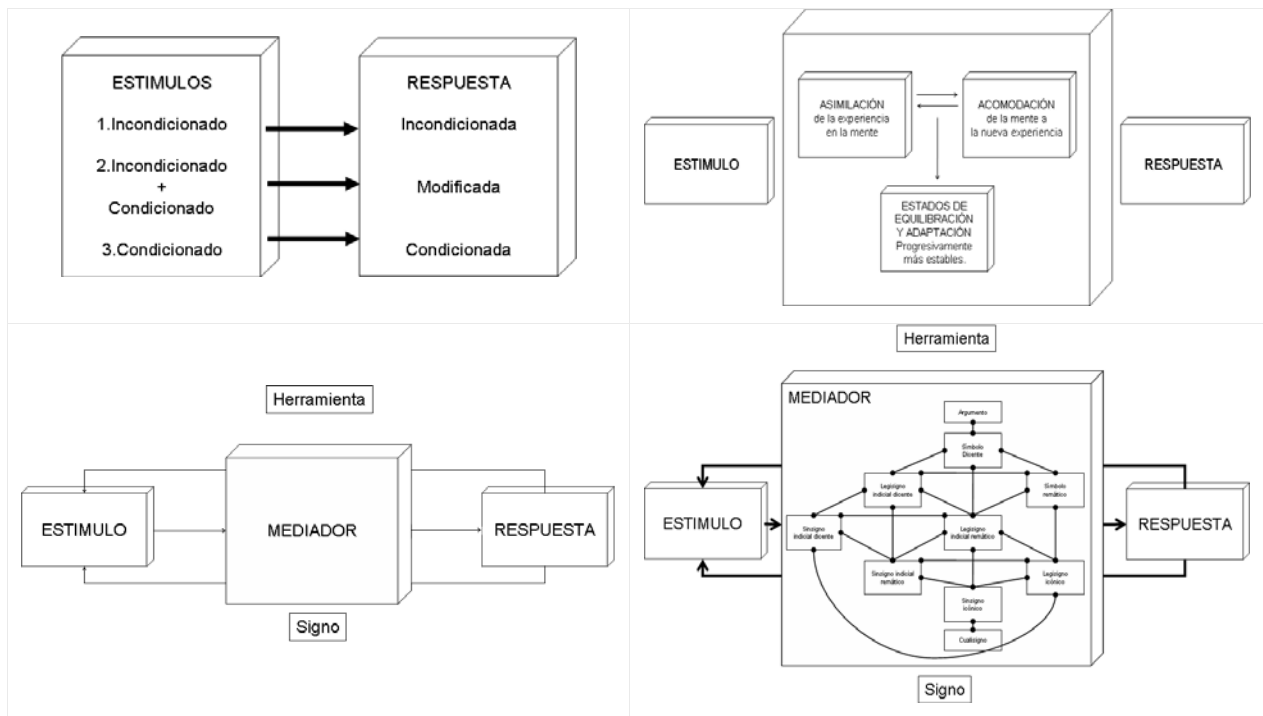 ESTIMULOS
1.Incondicionado
2.Incondicionado
+
Condicionado
3.Condicionado
RESPUESTA
Incondicionada
Modificada
Condicionada
ESTIMULO
ASIMILACIÓN
de la experiencia
en la mente
ACOMODACIÓN
de la mente a
la nueva experiencia
ESTADOS DE
EQUILIBRACIÓN
Y ADAPTACIÓN
Progresivamente
más estables.
RESPUESTA
Herramienta
ESTIMULO
MEDIADOR
RESPUESTA
Signo
Herramienta
MEDIADOR
Argumento
Símbolo
Dicente
Legisigno
indicial dicente
Símbolo
remático
ESTIMULO
Sinsigno
indicial dicente
Legisigno
indicial remático
RESPUESTA
Sinsigno indicial
remático
Legisigno
icónico
Sinsigno
icónico
Cualisigno
Signo